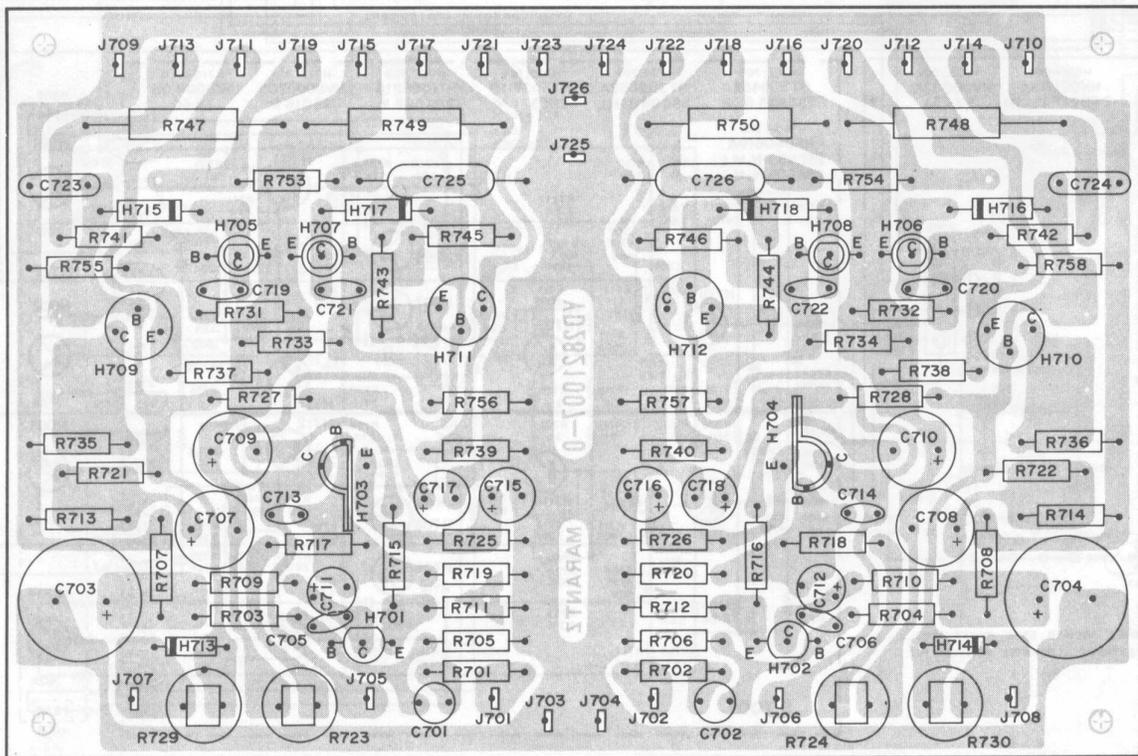 J709 J713 J711 J719 J715 J717 J721 J723 J724 J722 J718 J716 J720 J712 J714 J710
J726
R747 R749 R750 R748
J725
C723 R753 C725 C726 R754 C724
H715 H717 H718 H716
H705 H707 H708 H706
R741 R745 R746 R742
B C E E C B B C E E C B
R755 R743 R744 R758
C719 C721 C722 C720
B E C B
C E R731 B C E R732 E C B
R733 H711 H712 R734
H709 H710
R737 R738
R727 R756 YD2821007-0 R757 R728
H704
R735 C709 B C E R739 R740 E C B C710 R736
R721 R722
H703
C717 C715 C716 C718
+ + + + + +
R713 C713 C714 R714
C707 C708
+ +
R717 R715 R725 MARANTZ R726 R716 R718
R707 R708
C703 R709 C711 R719 R720 C712 R710 C704
+ + + +
R703 R711 R712 R704
C705 H701 C706
B C E R705 R706 E C B
H713 H702 H714
R701 R702
J707 J705 J701 J703 J704 J702 J706 J708
R729 R723 C701 C702 R724 R730